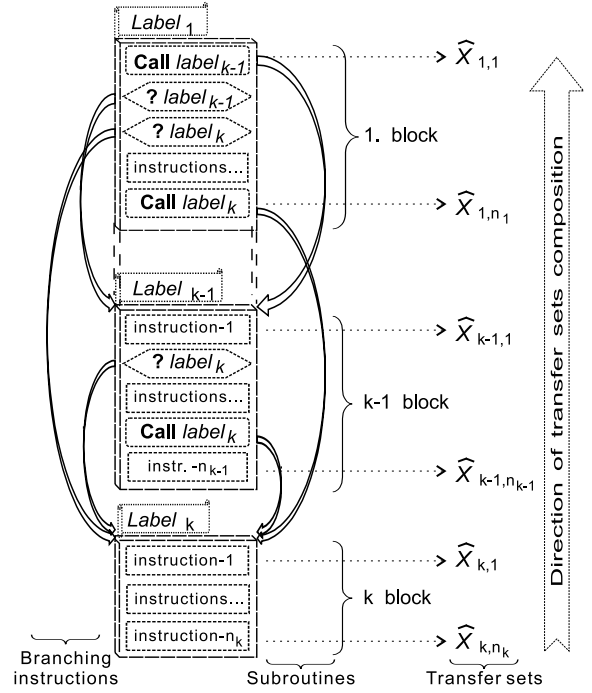 Label 1
Call label k-1
X̂ 1,1
? label k-1
? label k
1. block
instructions...
Call label k
X̂ 1,n1
Label k-1
instruction-1
X̂ k-1,1
? label k
instructions...
k-1 block
Call label k
instr. -n k-1
X̂ k-1,n k-1
Label k
instruction-1
X̂ k,1
instructions...
k block
instruction-n k
X̂ k,n k
Branching
instructions
Subroutines
Transfer sets
Direction of transfer sets composition